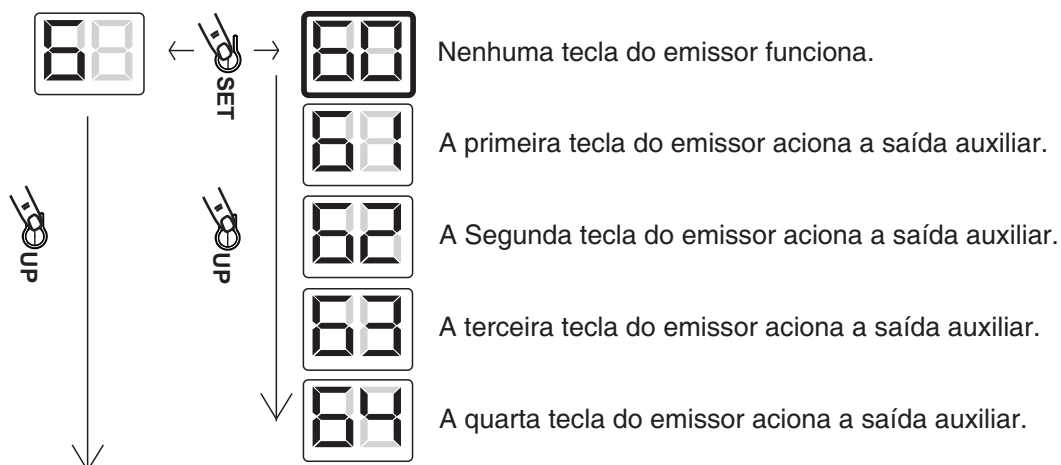 6
SET
60 Nenhuma tecla do emissor funciona.
61 A primeira tecla do emissor aciona a saída auxiliar.
UP
UP
62 A Segunda tecla do emissor aciona a saída auxiliar.
63 A terceira tecla do emissor aciona a saída auxiliar.
64 A quarta tecla do emissor aciona a saída auxiliar.